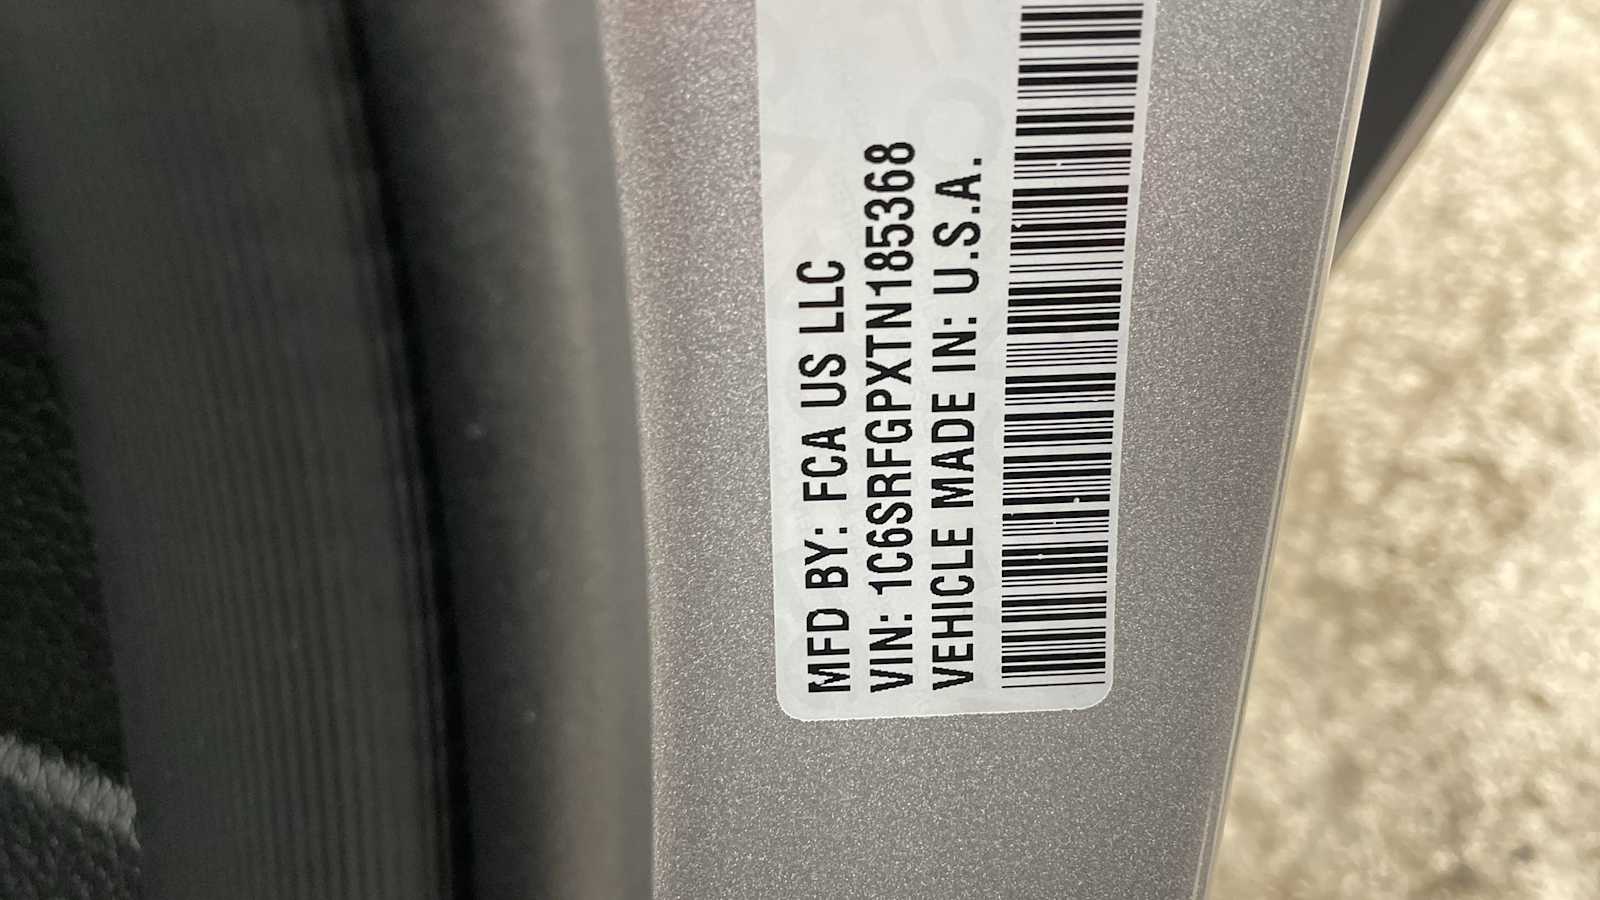 MFD BY: FCA US LLC
VIN: 1C6SRFGPXTN185368
VEHICLE MADE IN: U.S.A.